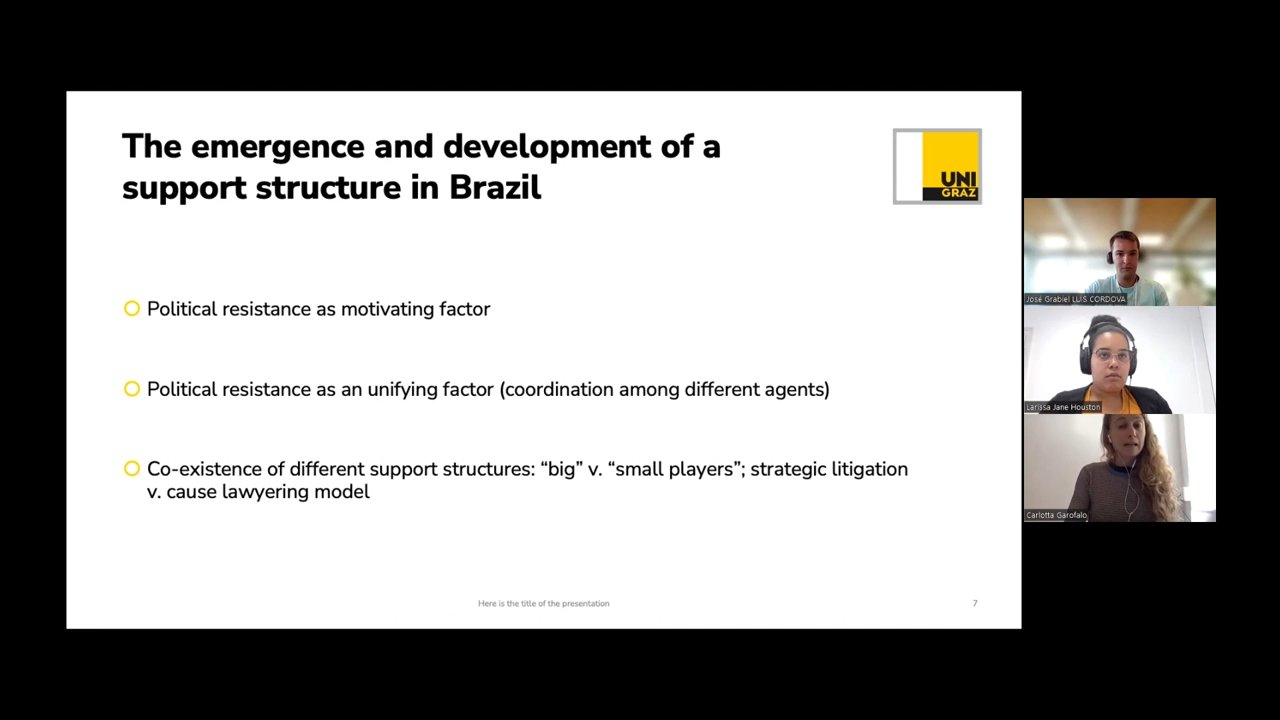 The emergence and development of a
support structure in Brazil
UNI
GRAZ
Political resistance as motivating factor
Political resistance as an unifying factor (coordination among different agents)
Co-existence of different support structures: “big” v. “small players”; strategic litigation
v. cause lawyering model
Here is the title of the presentation
7
José Grabiel LUIS CORDOVA
Larissa Jane Houston
Carlotta Garofalo